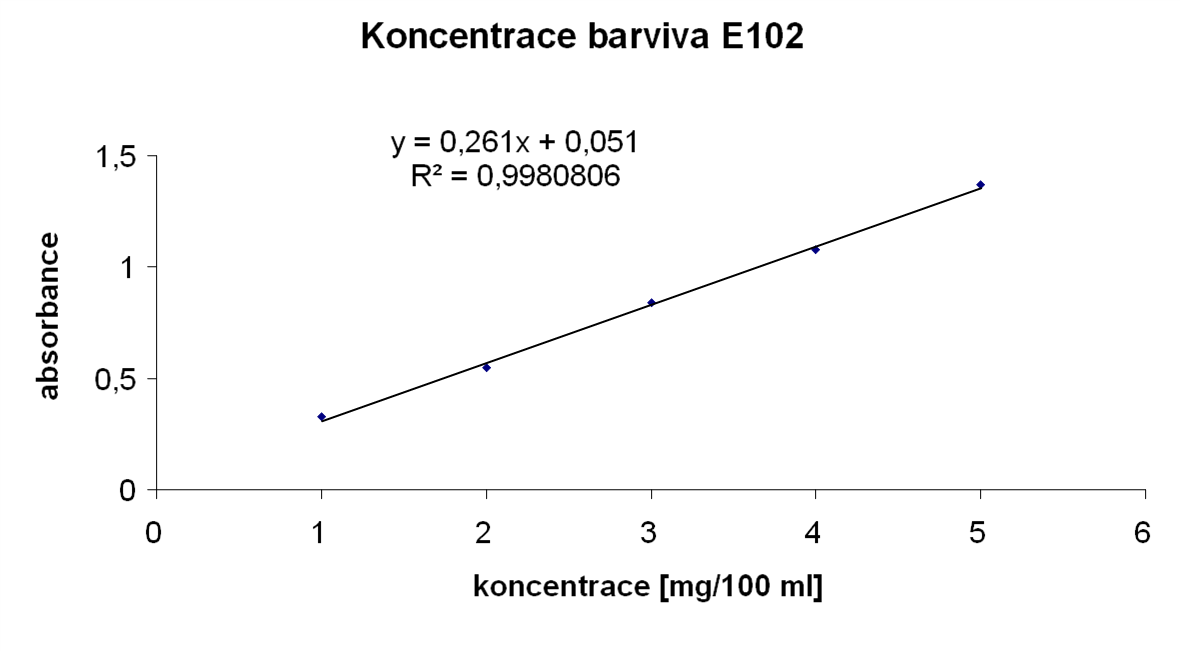 Koncentrace barviva E102
y = 0,261x + 0,051
R² = 0,9980806
1,5
1
0,5
0
absorbance
0 1 2 3 4 5 6
koncentrace [mg/100 ml]